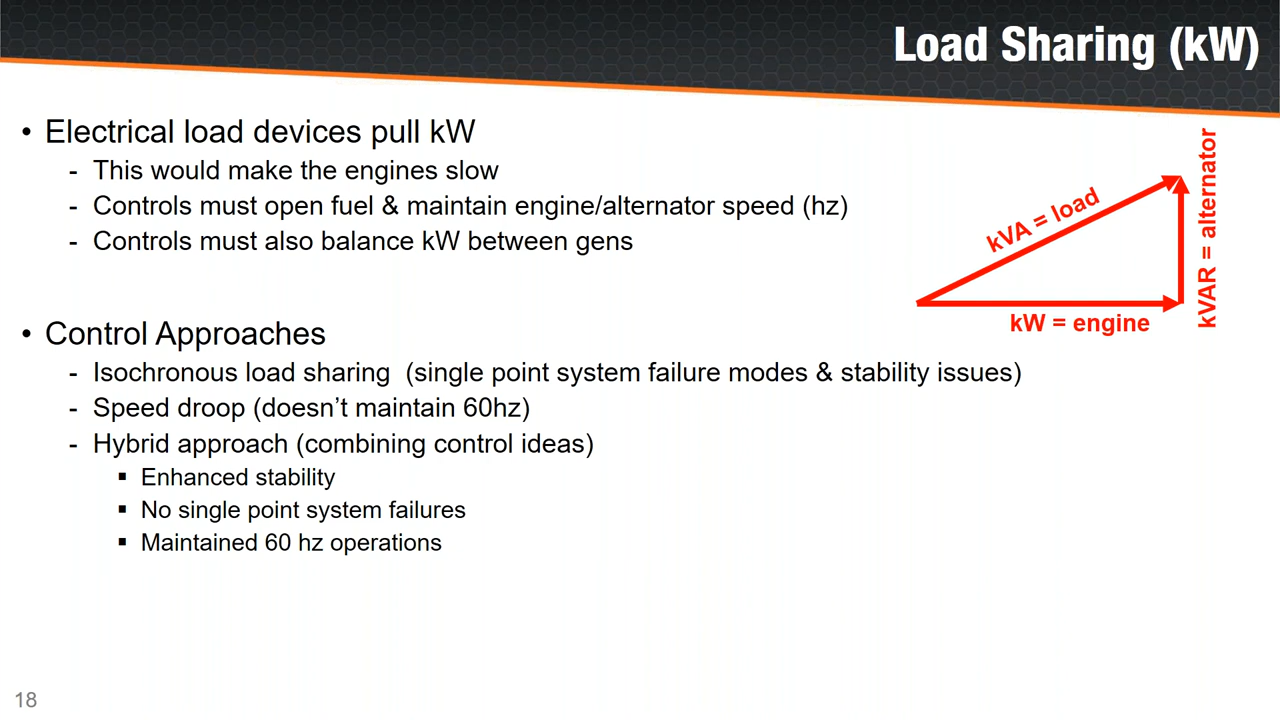 Load Sharing (kW)
• Electrical load devices pull kW
- This would make the engines slow
- Controls must open fuel & maintain engine/alternator speed (hz)
- Controls must also balance kW between gens
kVA = load
kVAR = alternator
kW = engine
• Control Approaches
- Isochronous load sharing (single point system failure modes & stability issues)
- Speed droop (doesn’t maintain 60hz)
- Hybrid approach (combining control ideas)
▪ Enhanced stability
▪ No single point system failures
▪ Maintained 60 hz operations
18